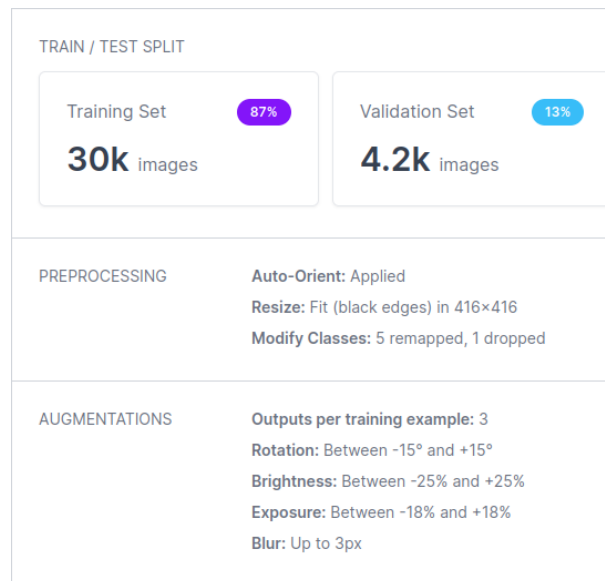 TRAIN / TEST SPLIT
Training Set 87%
30k images
Validation Set 13%
4.2k images
PREPROCESSING
Auto-Orient: Applied
Resize: Fit (black edges) in 416×416
Modify Classes: 5 remapped, 1 dropped
AUGMENTATIONS
Outputs per training example: 3
Rotation: Between -15° and +15°
Brightness: Between -25% and +25%
Exposure: Between -18% and +18%
Blur: Up to 3px